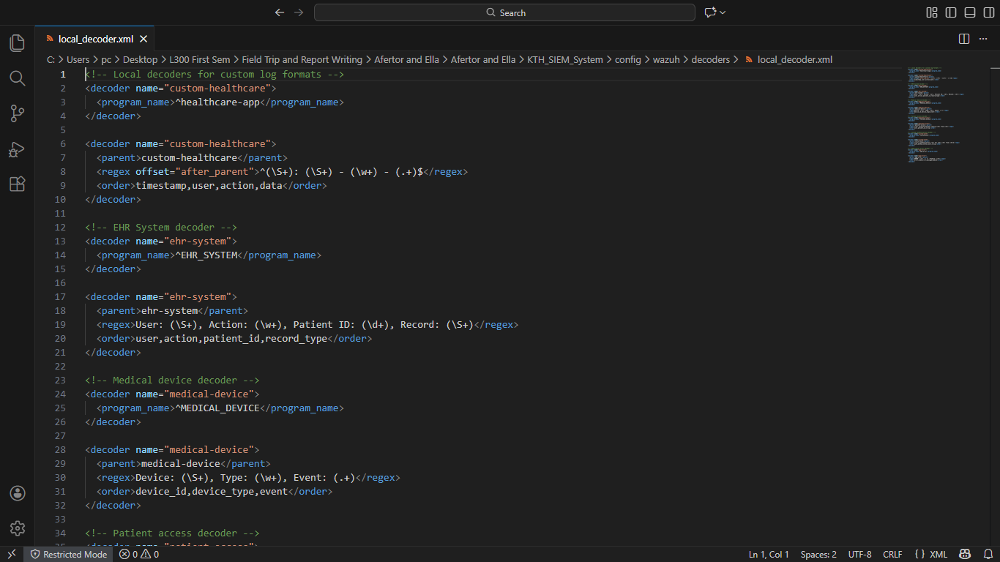 Search
local_decoder.xml
C: > Users > pc > Desktop > L300 First Sem > Field Trip and Report Writing > Afertor and Ella > Afertor and Ella > KTH_SIEM_System > config > wazuh > decoders > local_decoder.xml
1 <!-- Local decoders for custom log formats -->
2 <decoder name="custom-healthcare">
3   <program_name>^healthcare-app</program_name>
4 </decoder>
5
6 <decoder name="custom-healthcare">
7   <parent>custom-healthcare</parent>
8   <regex offset="after_parent">^(\S+): (\S+) - (\w+) - (.+)$</regex>
9   <order>timestamp,user,action,data</order>
10 </decoder>
11
12 <!-- EHR System decoder -->
13 <decoder name="ehr-system">
14   <program_name>^EHR_SYSTEM</program_name>
15 </decoder>
16
17 <decoder name="ehr-system">
18   <parent>ehr-system</parent>
19   <regex>User: (\S+), Action: (\w+), Patient ID: (\d+), Record: (\S+)</regex>
20   <order>user,action,patient_id,record_type</order>
21 </decoder>
22
23 <!-- Medical device decoder -->
24 <decoder name="medical-device">
25   <program_name>^MEDICAL_DEVICE</program_name>
26 </decoder>
27
28 <decoder name="medical-device">
29   <parent>medical-device</parent>
30   <regex>Device: (\S+), Type: (\w+), Event: (.+)</regex>
31   <order>device_id,device_type,event</order>
32 </decoder>
33
34 <!-- Patient access decoder -->
35 <decoder name="patient-access">
Restricted Mode 0 0 Ln 1, Col 1 Spaces: 2 UTF-8 CRLF {} XML